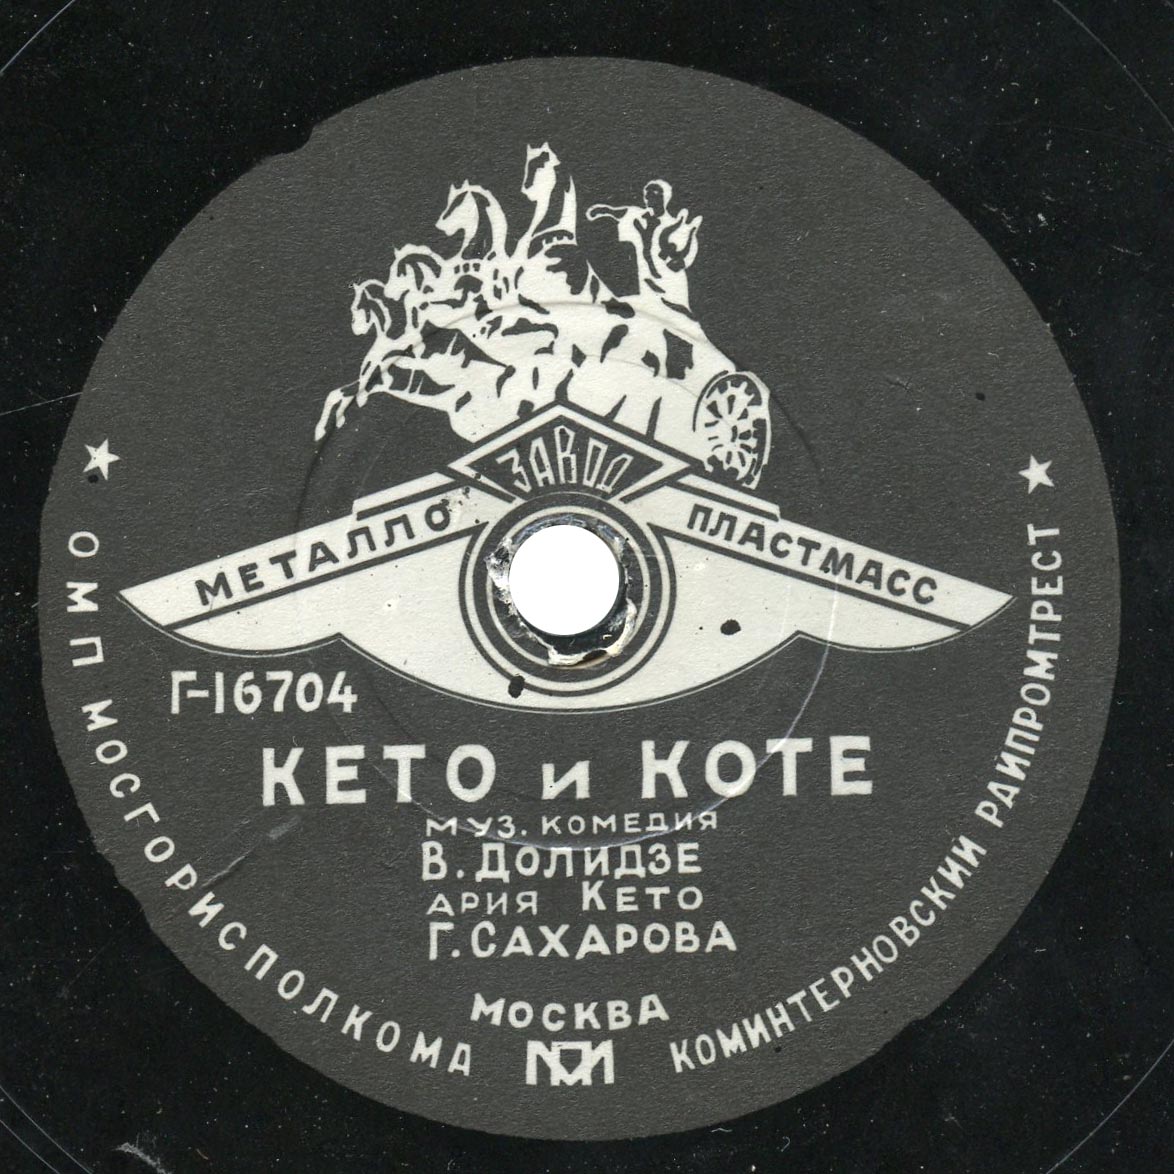 ЗАВОД
МЕТАЛЛО
ПЛАСТМАСС
Г-16704
КЕТО и КОТЕ
МУЗ. КОМЕДИЯ
В. ДОЛИДЗЕ
АРИЯ КЕТО
Г. САХАРОВА
МОСКВА
ОМП МОСГОРИСПОЛКОМА
КОМИНТЕРНОВСКИЙ РАЙПРОМТРЕСТ